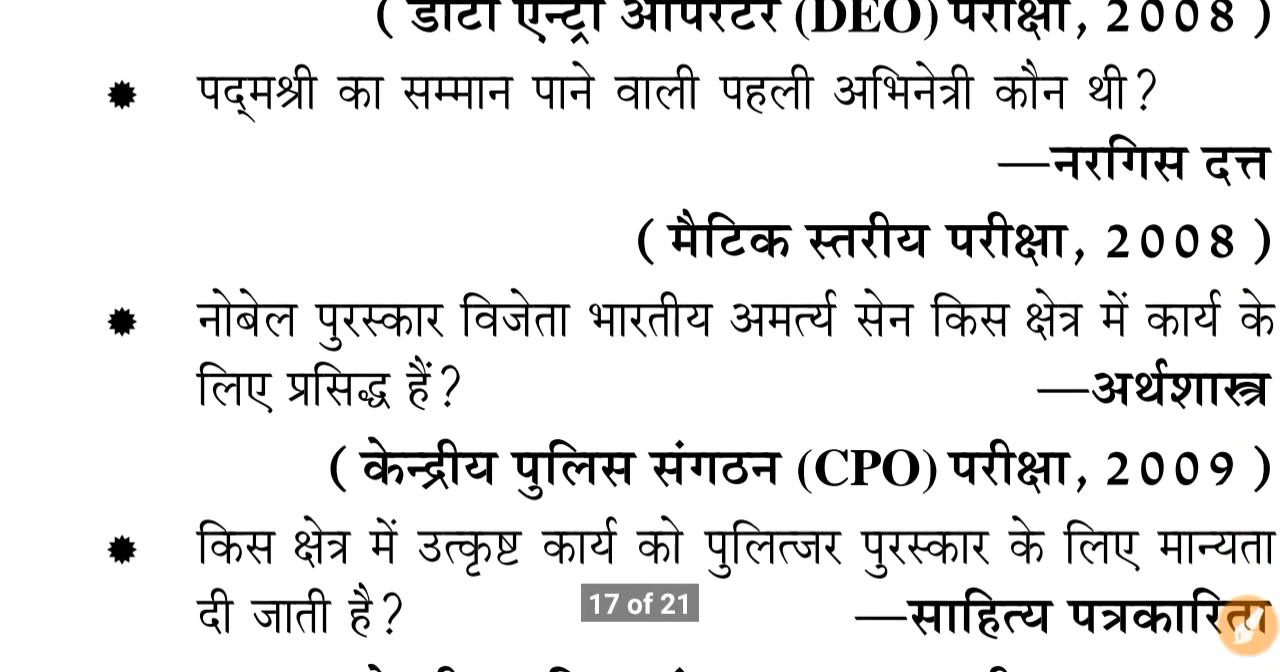 ( डाटा एन्ट्री ऑपरेटर (DEO) परीक्षा, 2008 )
✹ पद्मश्री का सम्मान पाने वाली पहली अभिनेत्री कौन थी?
—नरगिस दत्त
( मैटिक स्तरीय परीक्षा, 2008 )
✹ नोबेल पुरस्कार विजेता भारतीय अमर्त्य सेन किस क्षेत्र में कार्य के
लिए प्रसिद्ध हैं? —अर्थशास्त्र
( केन्द्रीय पुलिस संगठन (CPO) परीक्षा, 2009 )
✹ किस क्षेत्र में उत्कृष्ट कार्य को पुलित्जर पुरस्कार के लिए मान्यता
दी जाती है? —साहित्य पत्रकारिता
17 of 21